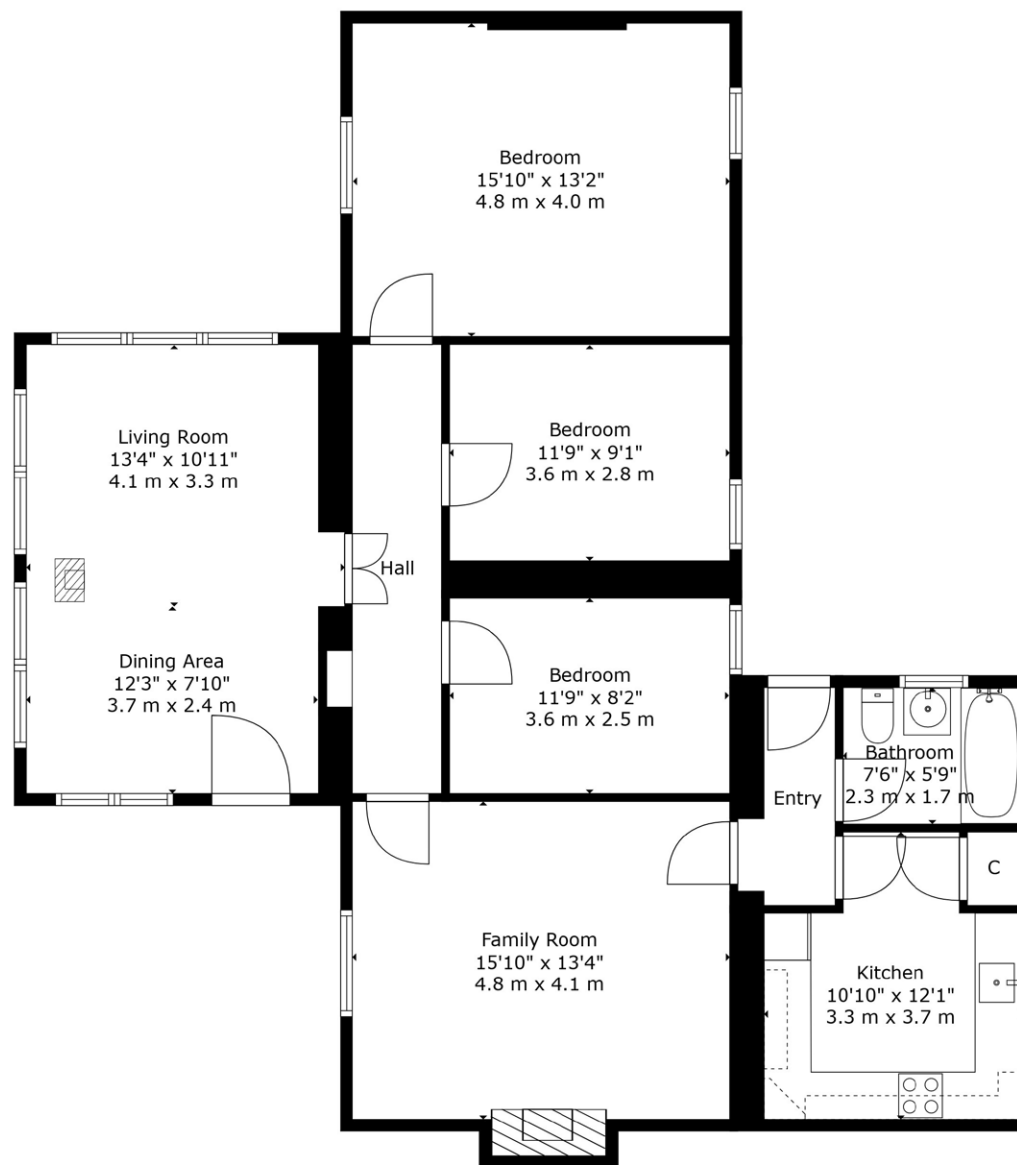 Bedroom
15'10" x 13'2"
4.8 m x 4.0 m
Living Room
13'4" x 10'11"
4.1 m x 3.3 m
Bedroom
11'9" x 9'1"
3.6 m x 2.8 m
Hall
Dining Area
12'3" x 7'10"
3.7 m x 2.4 m
Bedroom
11'9" x 8'2"
3.6 m x 2.5 m
Bathroom
7'6" x 5'9"
2.3 m x 1.7 m
Entry
C
Family Room
15'10" x 13'4"
4.8 m x 4.1 m
Kitchen
10'10" x 12'1"
3.3 m x 3.7 m